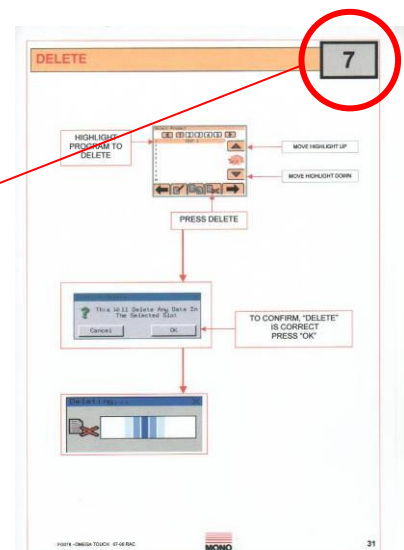 DELETE
7
HIGHLIGHT
PROGRAM TO
DELETE
MOVE HIGHLIGHT UP
MOVE HIGHLIGHT DOWN
PRESS DELETE
This Will Delete Any Data In
The Selected Slot
Cancel
OK
TO CONFIRM, "DELETE"
IS CORRECT
PRESS "OK"
Deleting...
MONO
31